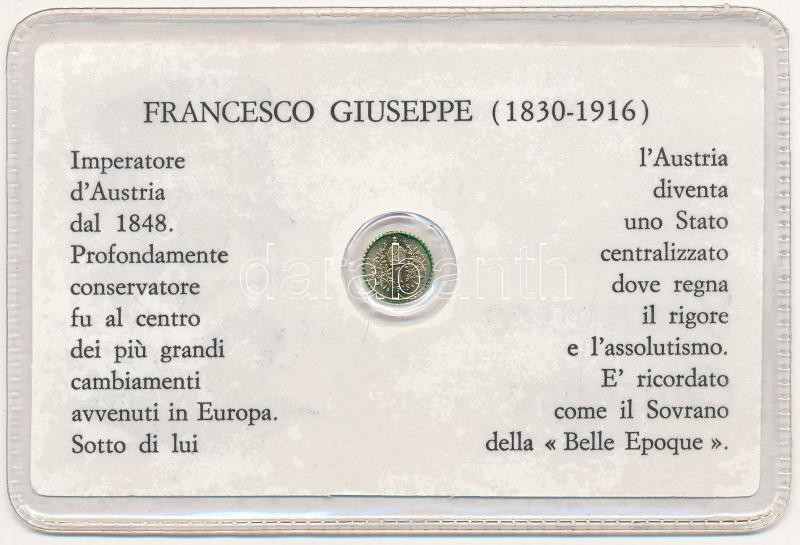 FRANCESCO GIUSEPPE (1830-1916)
Imperatore
d'Austria
dal 1848.
Profondamente
conservatore
fu al centro
dei più grandi
cambiamenti
avvenuti in Europa.
Sotto di lui
l'Austria
diventa
uno Stato
centralizzato
dove regna
il rigore
e l'assolutismo.
E' ricordato
come il Sovrano
della « Belle Epoque ».
darabanth